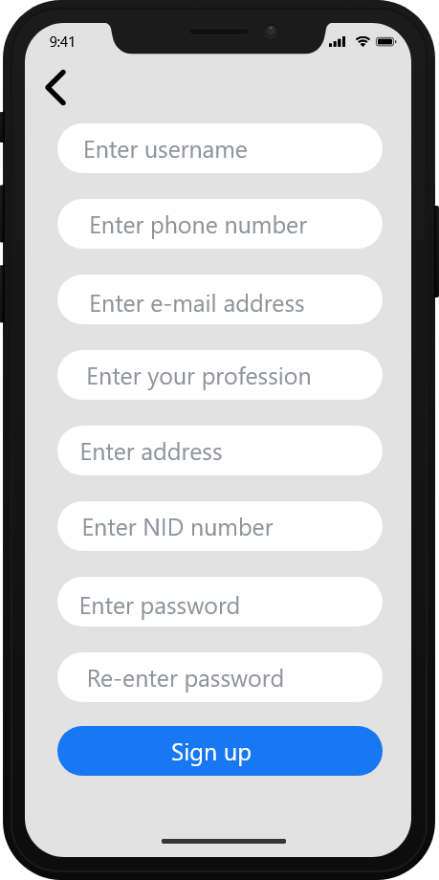 9:41
Enter username
Enter phone number
Enter e-mail address
Enter your profession
Enter address
Enter NID number
Enter password
Re-enter password
Sign up